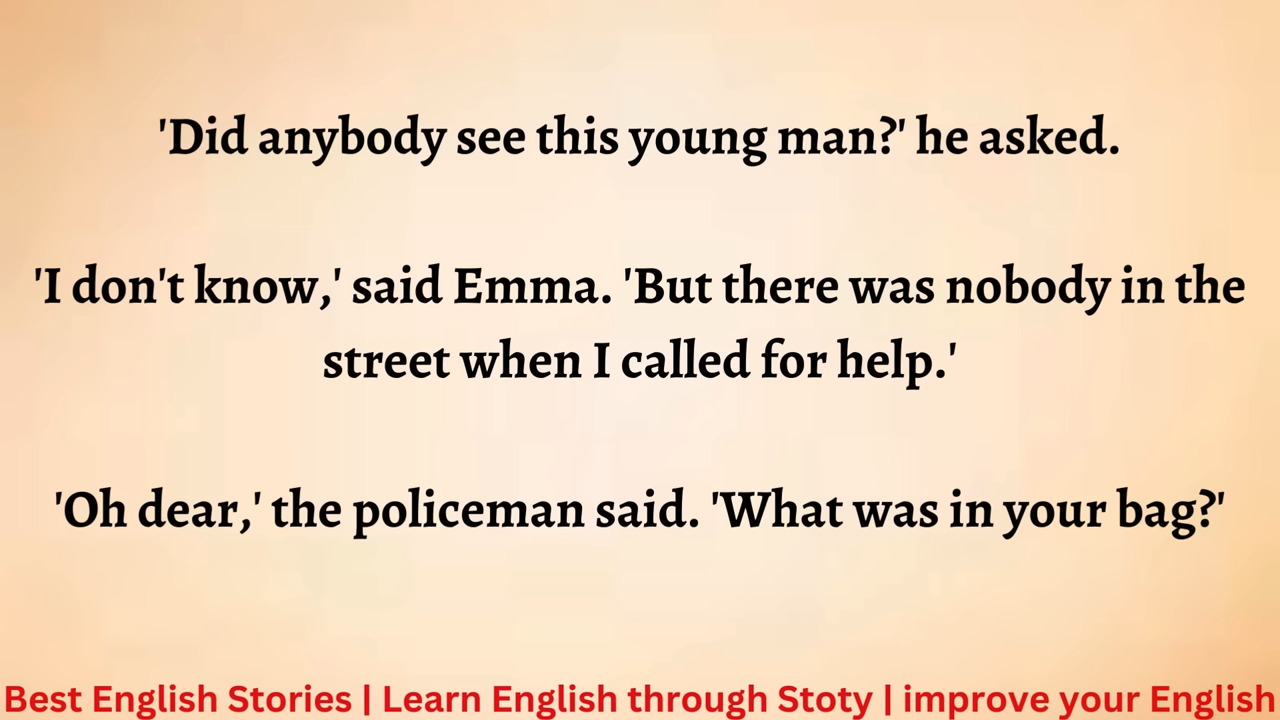 'Did anybody see this young man?' he asked.
'I don't know,' said Emma. 'But there was nobody in the
street when I called for help.'
'Oh dear,' the policeman said. 'What was in your bag?'
Best English Stories | Learn English through Stoty | improve your English